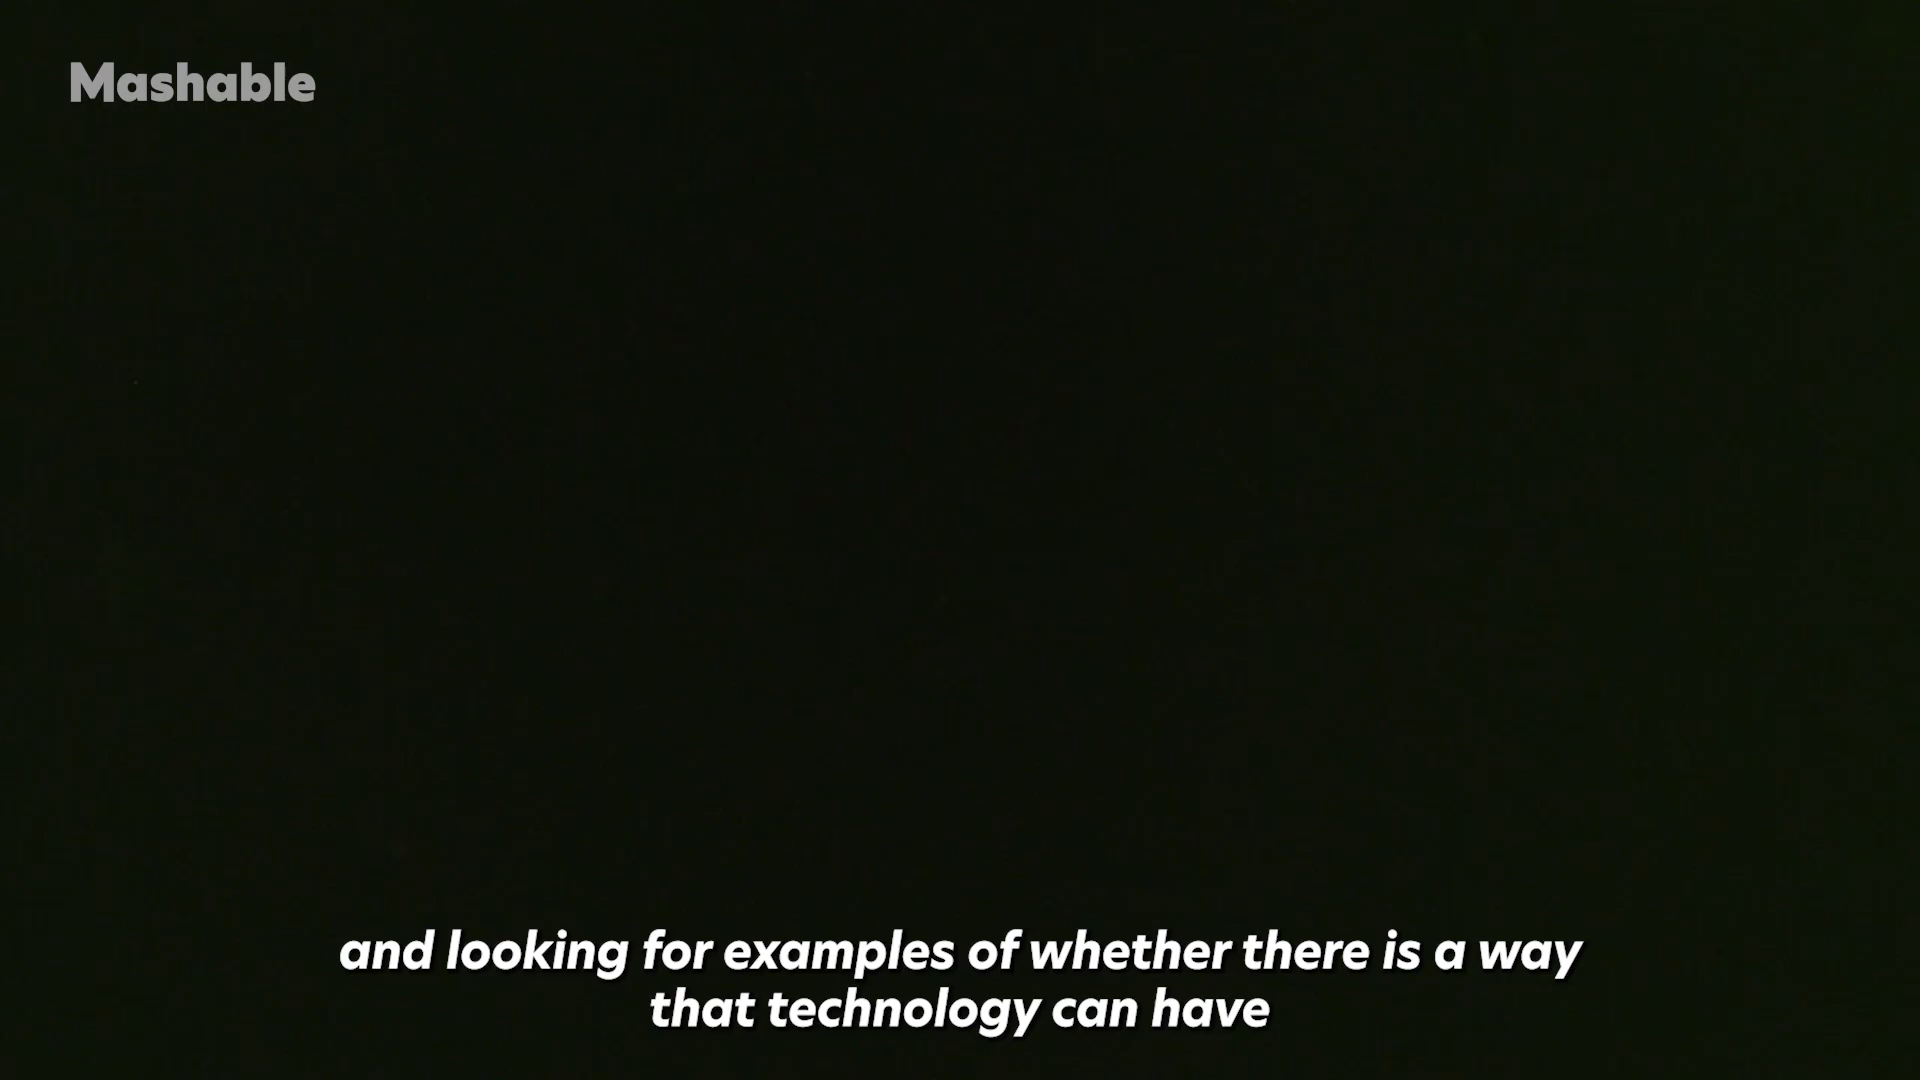 Mashable
and looking for examples of whether there is a way
that technology can have